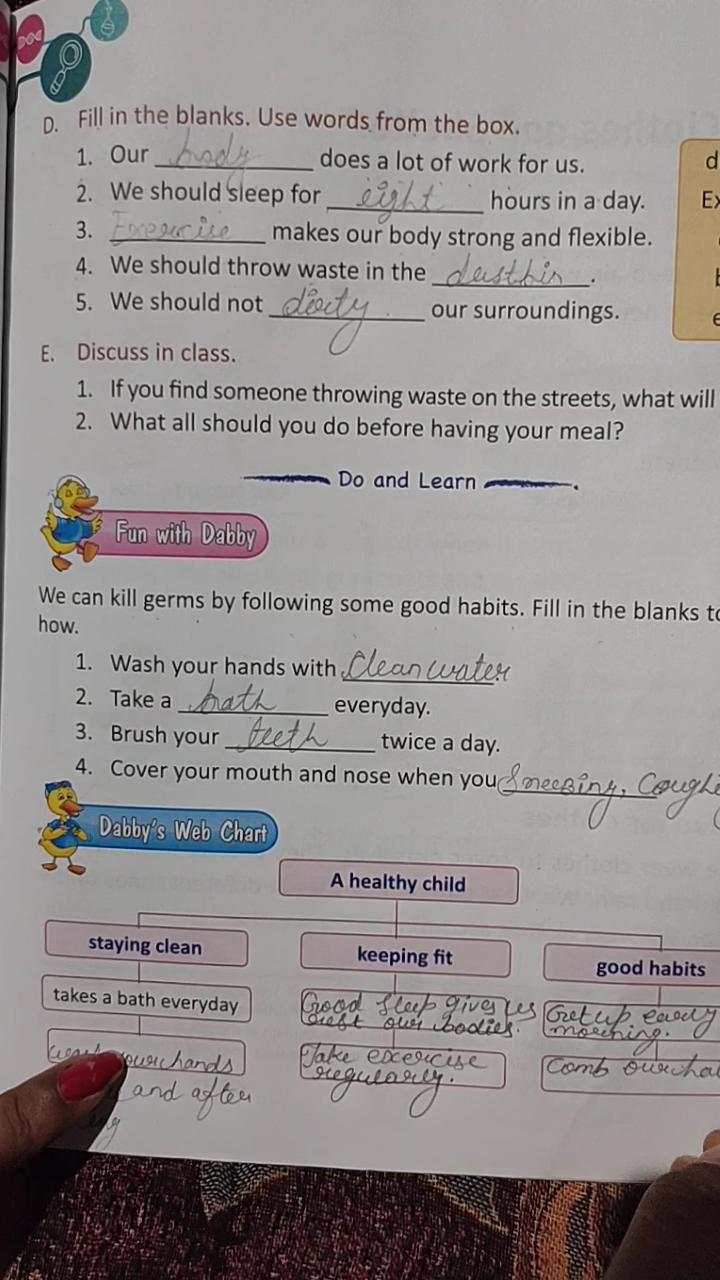 D. Fill in the blanks. Use words from the box.
1. Our body does a lot of work for us.
2. We should sleep for eight hours in a day.
3. Excercise makes our body strong and flexible.
4. We should throw waste in the dustbin.
5. We should not dirty our surroundings.
d
Ex
E. Discuss in class.
1. If you find someone throwing waste on the streets, what will
2. What all should you do before having your meal?
Do and Learn
Fun with Dabby
We can kill germs by following some good habits. Fill in the blanks to
how.
1. Wash your hands with Clean water
2. Take a bath everyday.
3. Brush your teeth twice a day.
4. Cover your mouth and nose when you Sneezing, Coughi
Dabby's Web Chart
A healthy child
staying clean
keeping fit
good habits
takes a bath everyday
Good sleep gives us
rest our bodies.
Get up early
morning.
your hands
and after
Take excercise
regularly.
Comb our hai